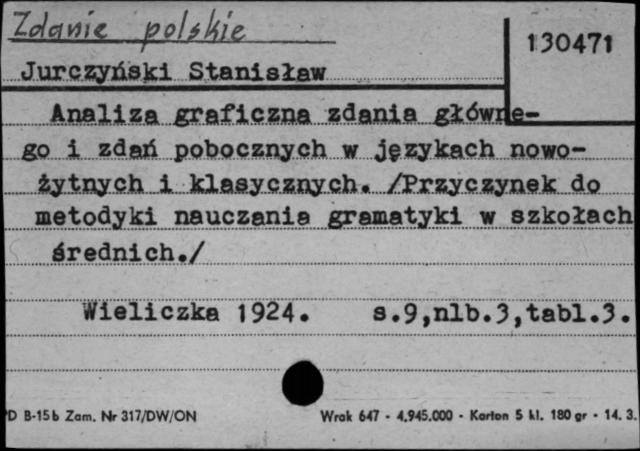 Zdanie polskie
130471
Jurczyński Stanisław
Analiza graficzna zdania główne-
go i zdań pobocznych w językach nowo-
żytnych i klasycznych. /Przyczynek do
metodyki nauczania gramatyki w szkołach
średnich./
Wieliczka 1924. s.9,nlb.3,tabl.3.
PD B-15b Zam. Nr 317/DW/ON Wrak 647 - 4.945.000 - Karton 5 kl. 180 gr - 14. 3.